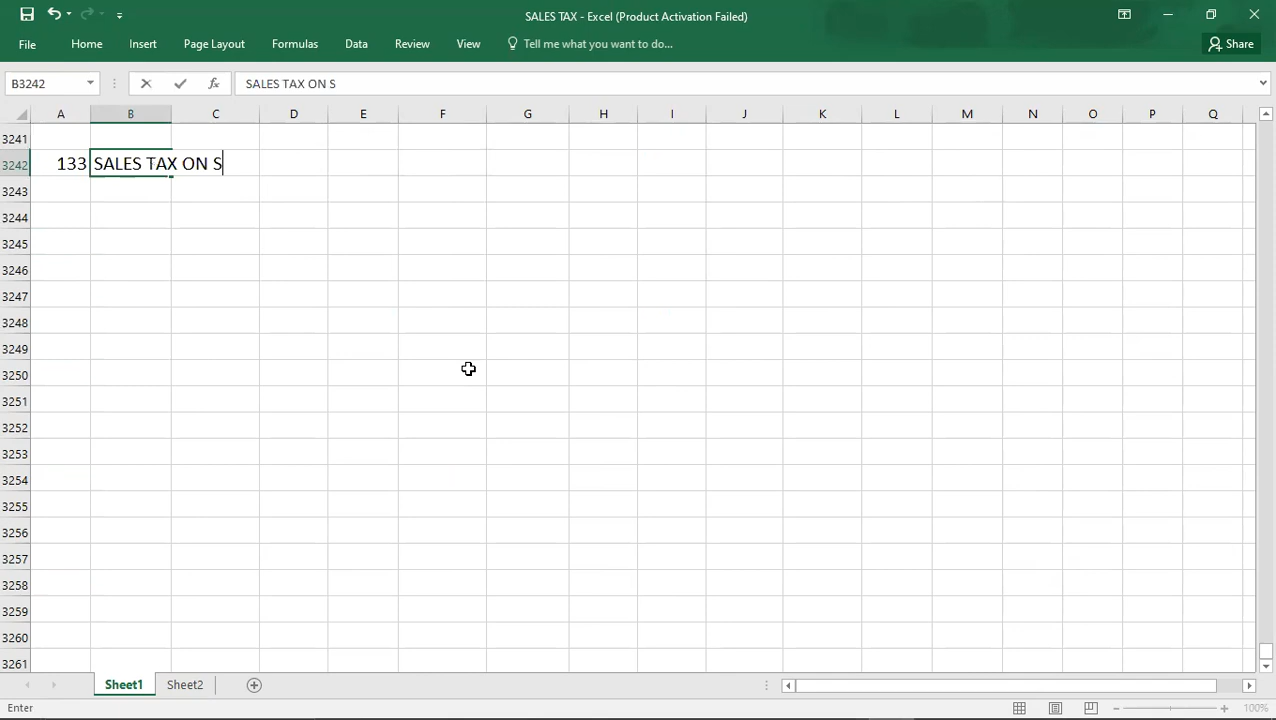 SALES TAX - Excel (Product Activation Failed)
File Home Insert Page Layout Formulas Data Review View Tell me what you want to do... Share
B3242 fx SALES TAX ON S
A B C D E F G H I J K L M N O P Q
3241
3242 133 SALES TAX ON S
3243
3244
3245
3246
3247
3248
3249
3250
3251
3252
3253
3254
3255
3256
3257
3258
3259
3260
3261
Sheet1 Sheet2
Enter 100%